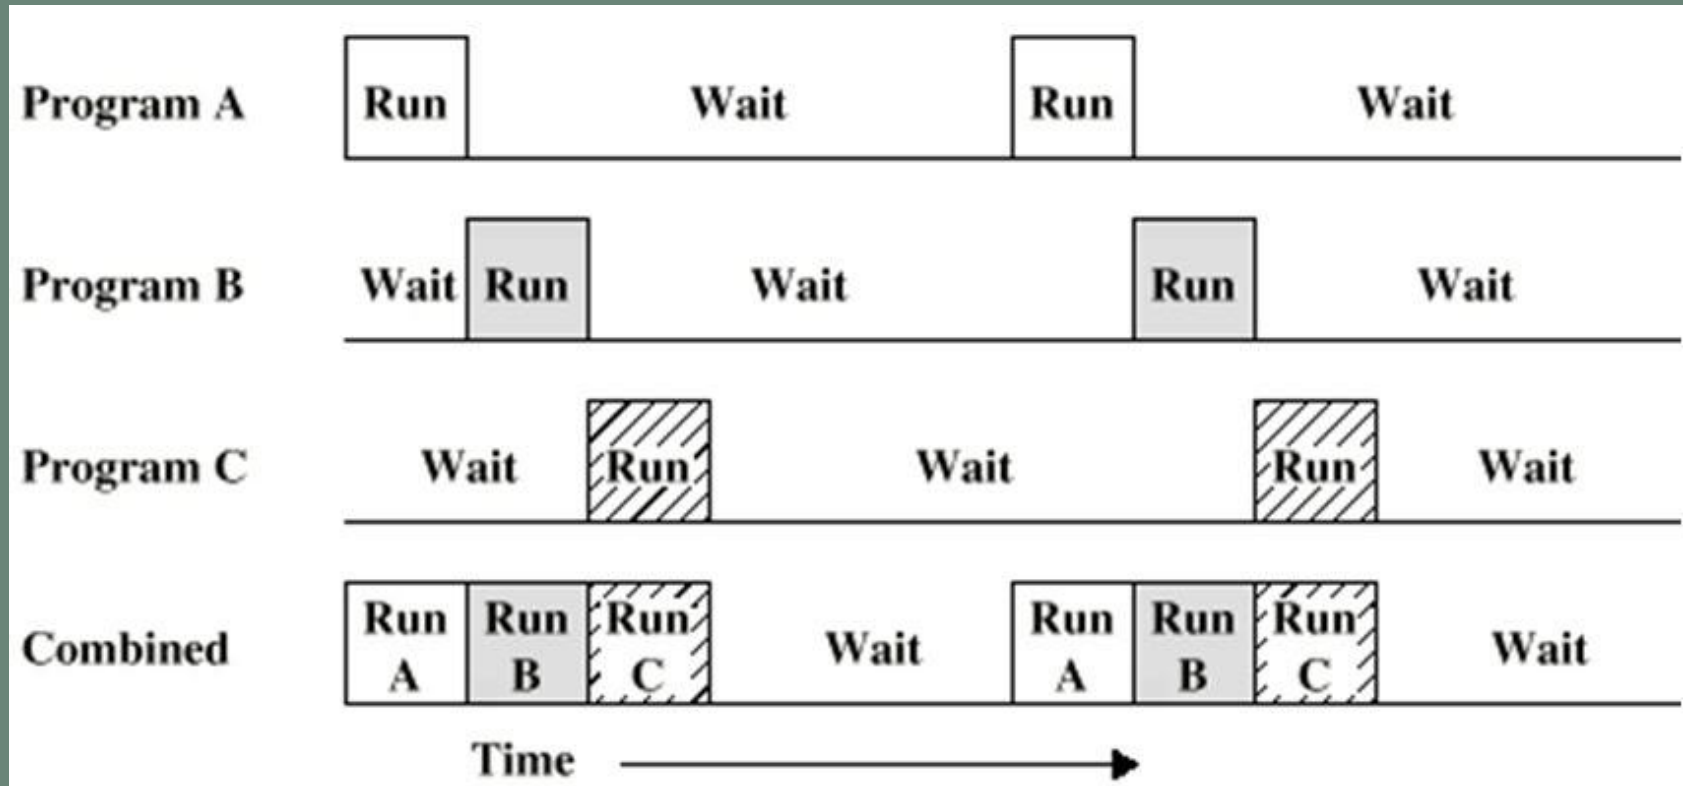 Program A Run Wait Run Wait
Program B Wait Run Wait Run Wait
Program C Wait Run Wait Run Wait
Combined Run A Run B Run C Wait Run A Run B Run C Wait
Time